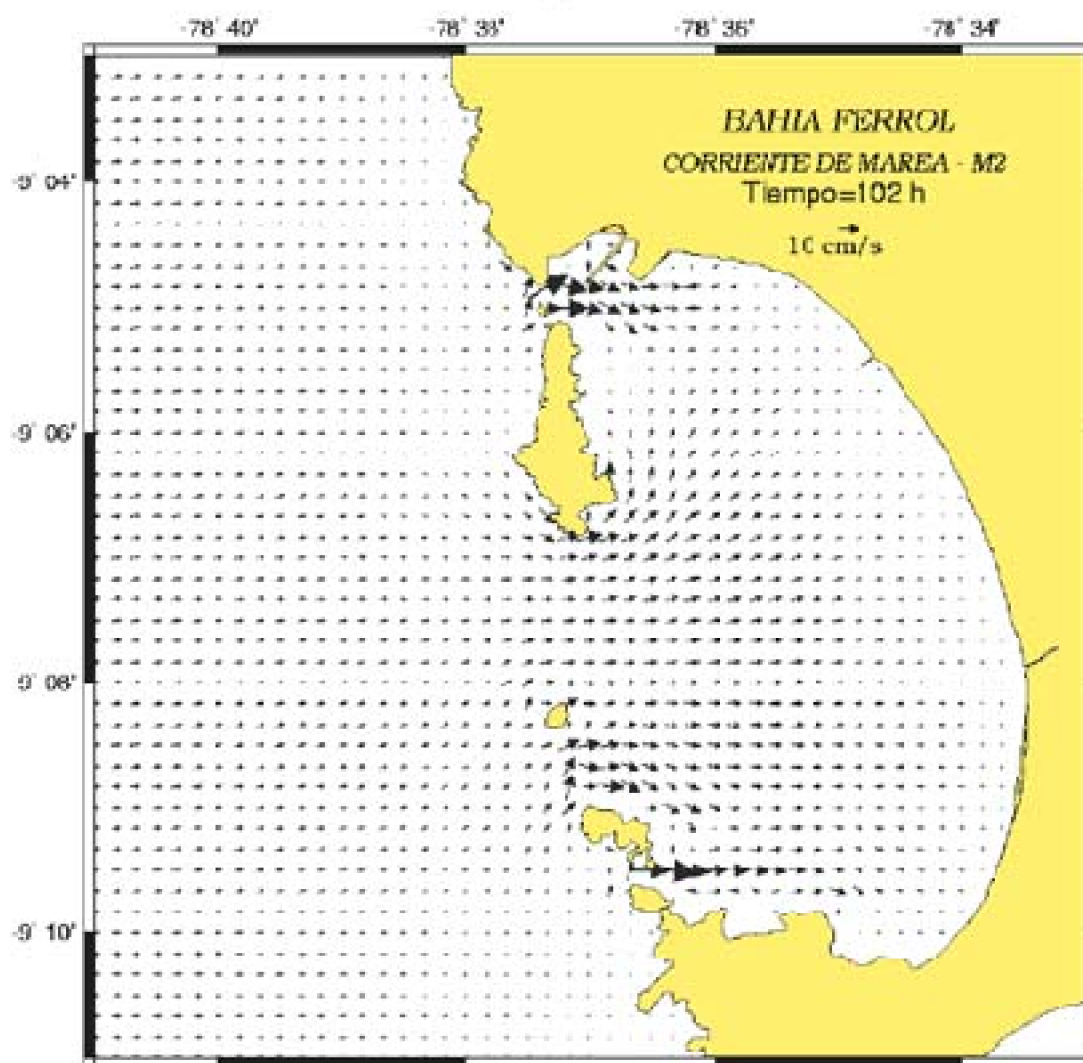 -78° 40' -78° 38' -78° 36' -78° 34'
BAHIA FERROL
CORRIENTE DE MAREA - M2
Tiempo=102 h
10 cm/s
-9° 04'
-9° 06'
-9° 08'
-9° 10'